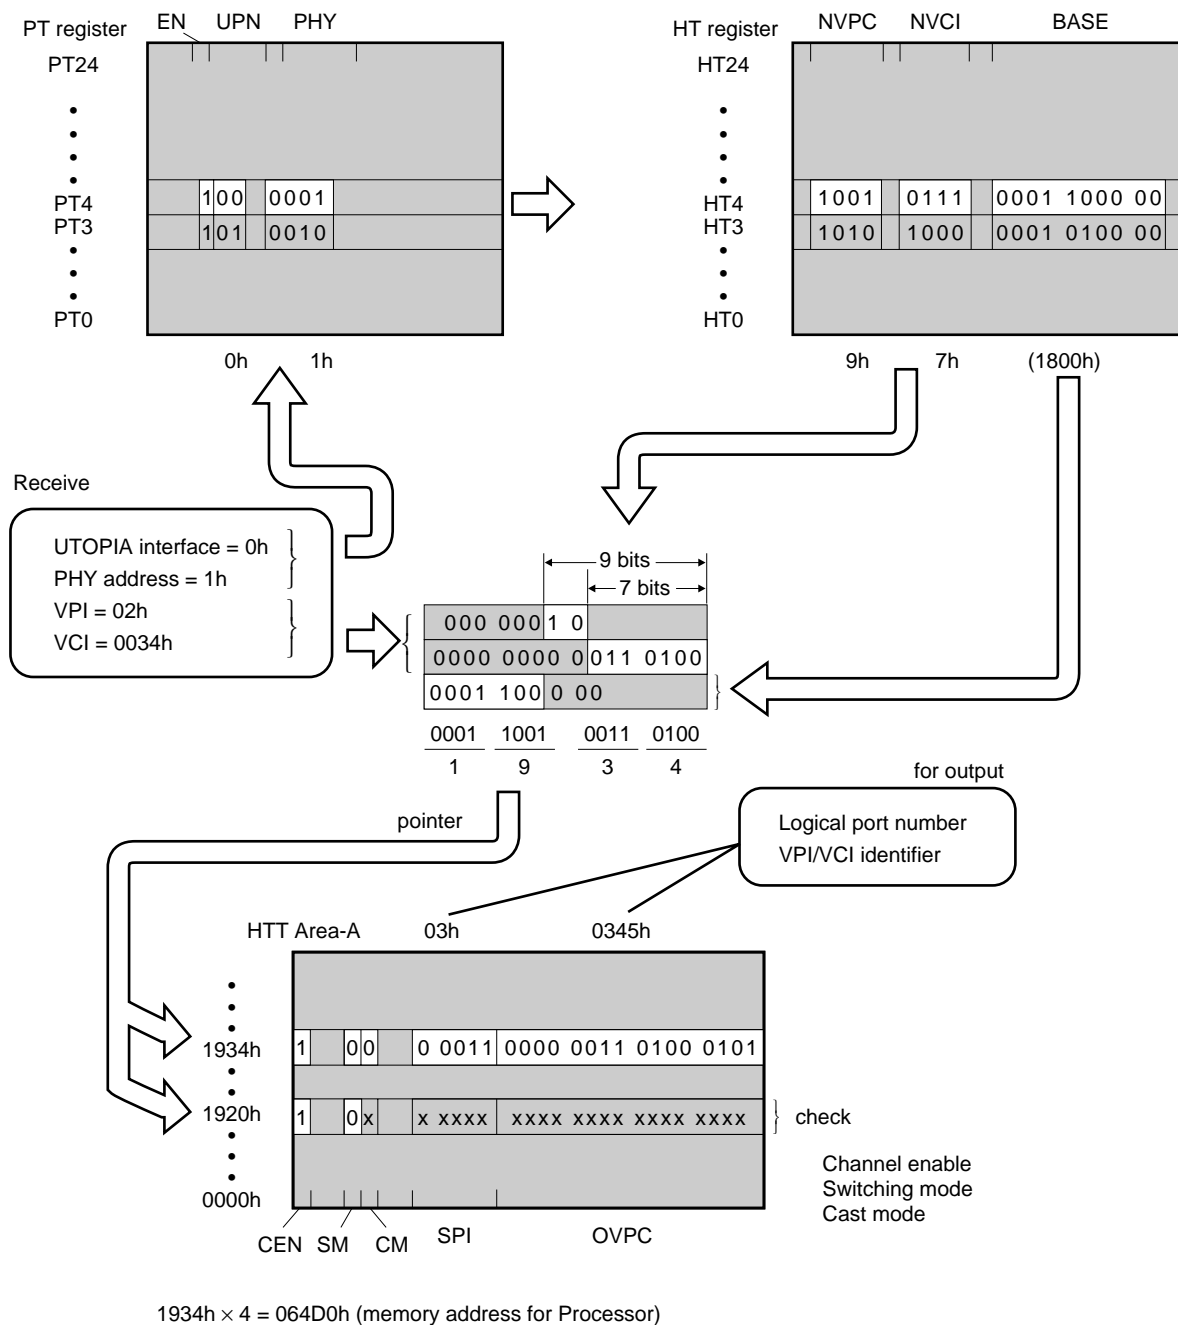 PT register EN UPN PHY
PT24
PT4 1 00 0001
PT3 1 01 0010
PT0
0h 1h
HT register NVPC NVCI BASE
HT24
HT4 1001 0111 0001 1000 00
HT3 1010 1000 0001 0100 00
HT0
9h 7h (1800h)
Receive
UTOPIA interface = 0h
PHY address = 1h
VPI = 02h
VCI = 0034h
9 bits
7 bits
000 000 1 0
0000 0000 0 011 0100
0001 100 0 00
0001 1001 0011 0100
1 9 3 4
pointer
for output
Logical port number
VPI/VCI identifier
HTT Area-A 03h 0345h
1934h 1 0 0 0 0011 0000 0011 0100 0101
1920h 1 0 x x xxxx xxxx xxxx xxxx xxxx
check
0000h
Channel enable
Switching mode
Cast mode
CEN SM CM SPI OVPC
1934h × 4 = 064D0h (memory address for Processor)